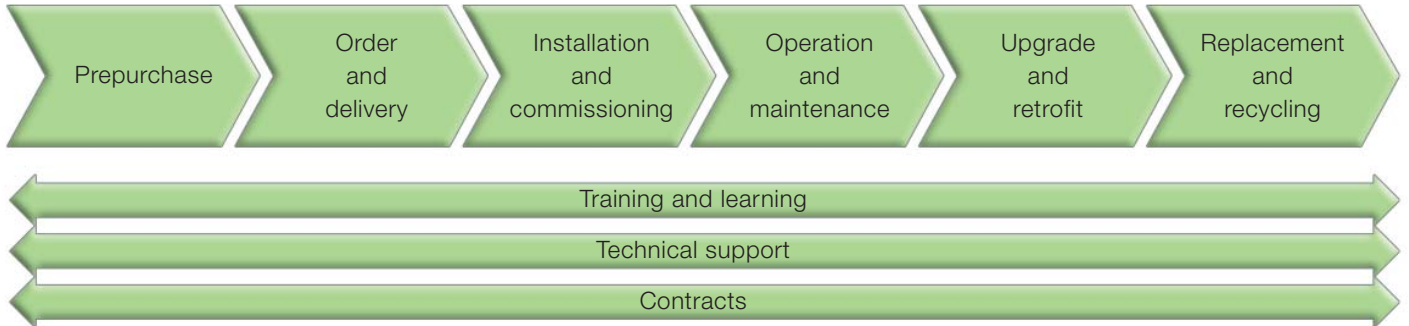 Prepurchase
Order
and
delivery
Installation
and
commissioning
Operation
and
maintenance
Upgrade
and
retrofit
Replacement
and
recycling
Training and learning
Technical support
Contracts